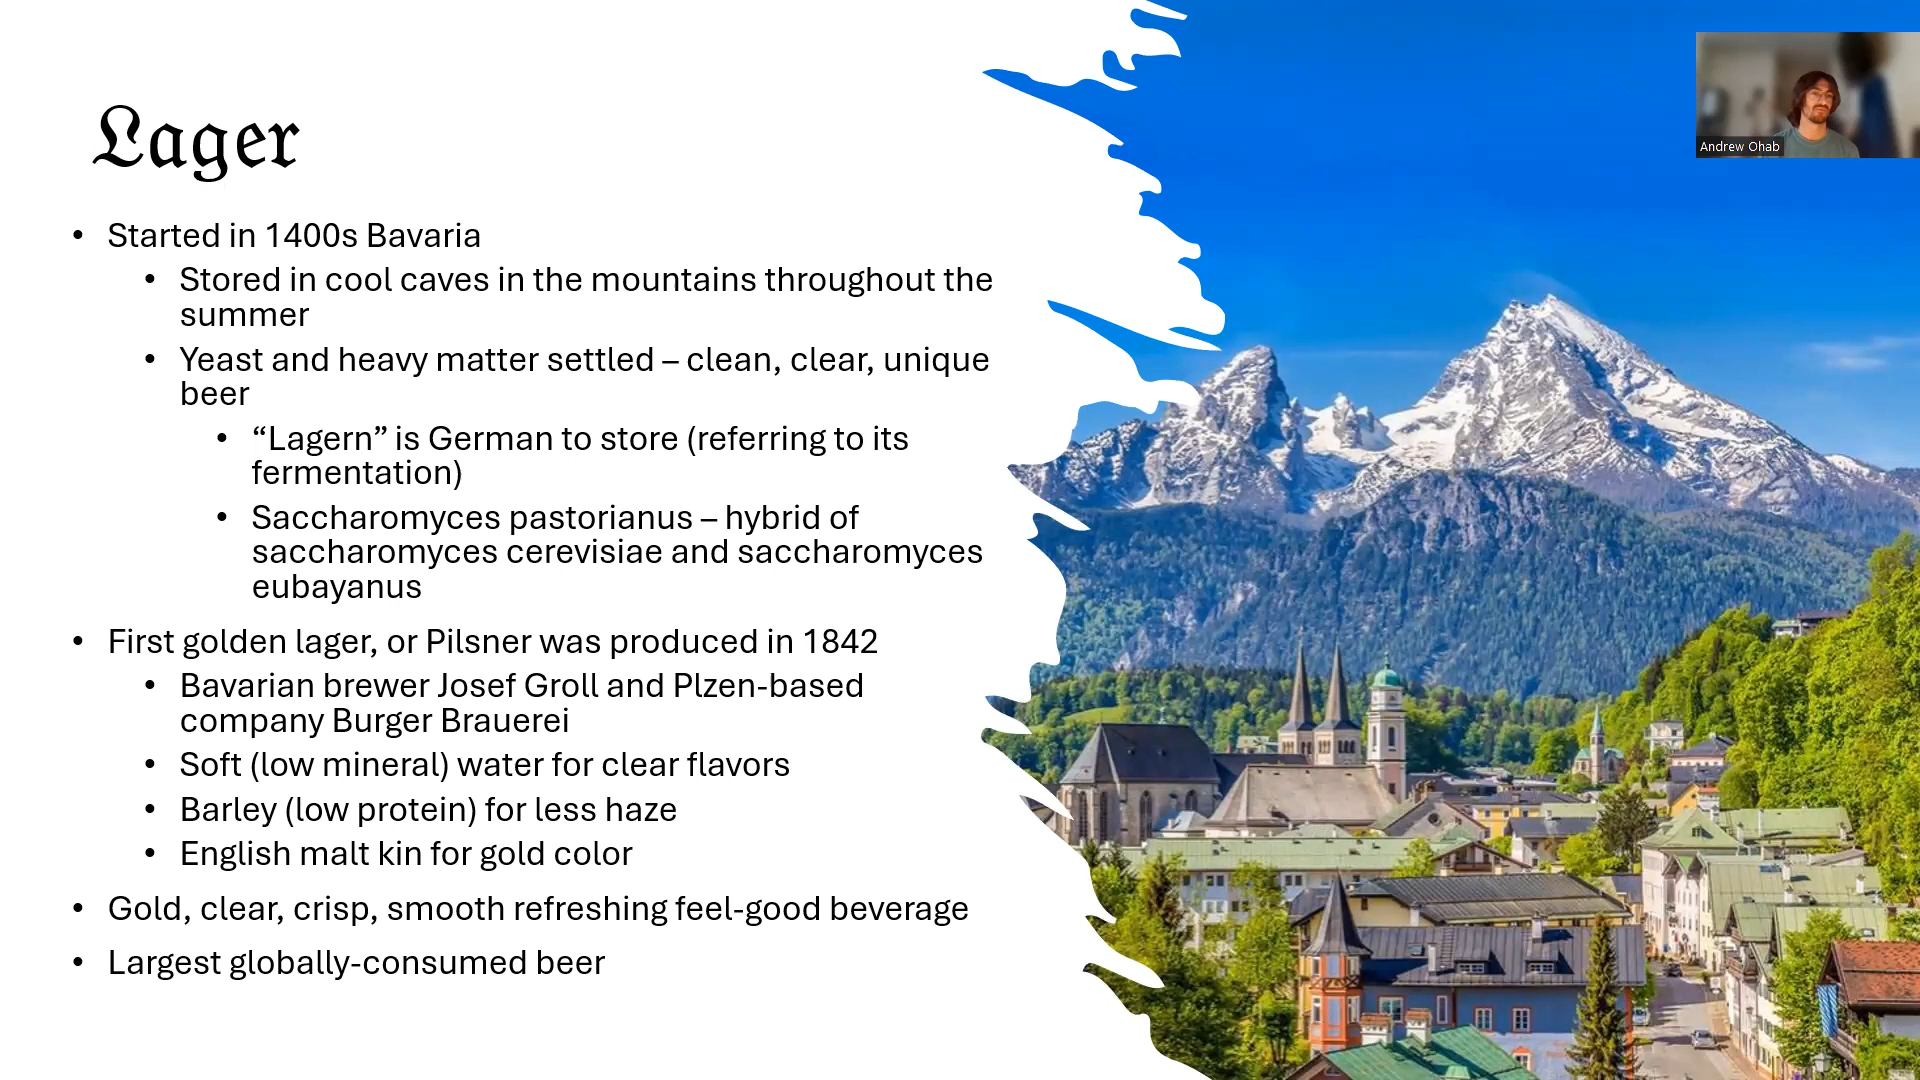 Lager
Andrew Ohab
• Started in 1400s Bavaria
• Stored in cool caves in the mountains throughout the
summer
• Yeast and heavy matter settled – clean, clear, unique
beer
• “Lagern” is German to store (referring to its
fermentation)
• Saccharomyces pastorianus – hybrid of
saccharomyces cerevisiae and saccharomyces
eubayanus
• First golden lager, or Pilsner was produced in 1842
• Bavarian brewer Josef Groll and Plzen-based
company Burger Brauerei
• Soft (low mineral) water for clear flavors
• Barley (low protein) for less haze
• English malt kin for gold color
• Gold, clear, crisp, smooth refreshing feel-good beverage
• Largest globally-consumed beer